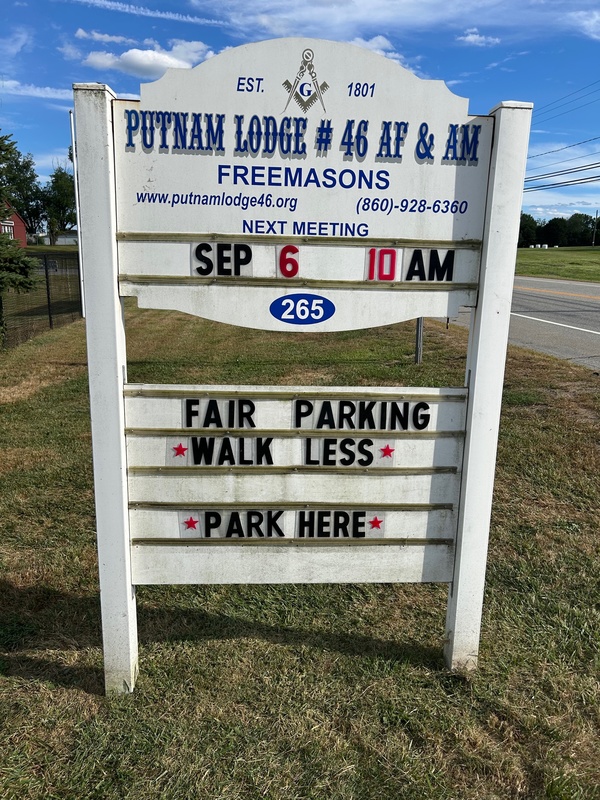 EST. G 1801
PUTNAM LODGE # 46 AF & AM
FREEMASONS
www.putnamlodge46.org (860)-928-6360
NEXT MEETING
SEP 6 10 AM
265
FAIR PARKING
★WALK LESS★
★PARK HERE★